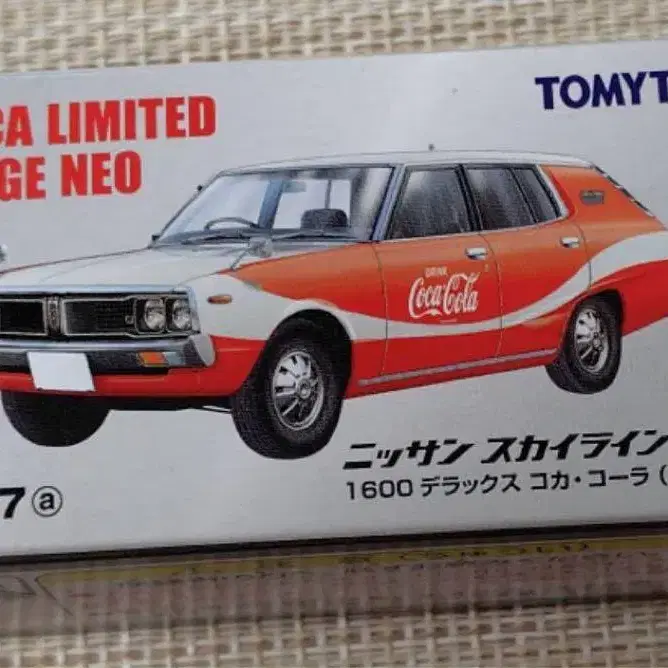 CA LIMITED
GE NEO
TOMYT
DRINK
Coca-Cola
ニッサン スカイライン
1600 デラックス コカ・コーラ (
7 ⓐ